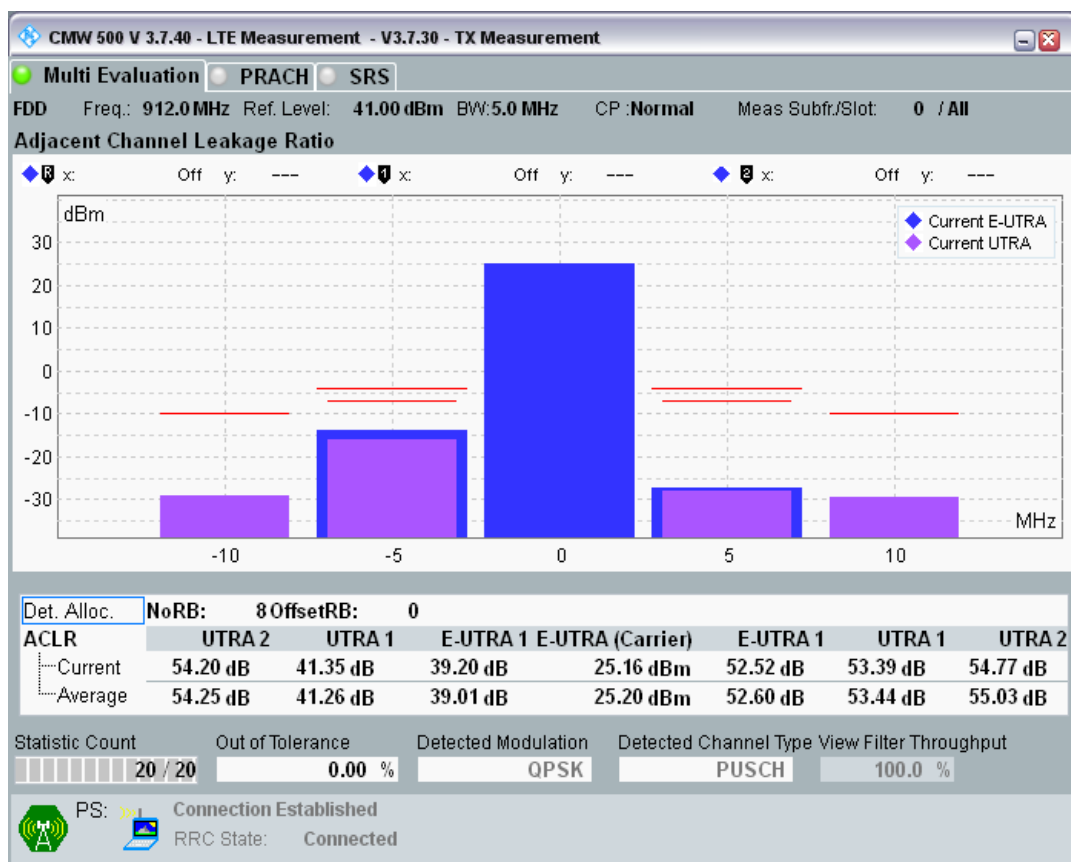 CMW 500 V 3.7.40 - LTE Measurement - V3.7.30 - TX Measurement
Multi Evaluation PRACH SRS
FDD Freq.: 912.0 MHz Ref. Level: 41.00 dBm BW:5.0 MHz CP :Normal Meas Subfr./Slot: 0 / All
Adjacent Channel Leakage Ratio
R x: Off y: --- 1 x: Off y: --- 2 x: Off y: ---
dBm
Current E-UTRA
Current UTRA
30
20
10
0
-10
-20
-30
MHz
-10 -5 0 5 10
Det. Alloc. NoRB: 8 OffsetRB: 0
ACLR UTRA 2 UTRA 1 E-UTRA 1 E-UTRA (Carrier) E-UTRA 1 UTRA 1 UTRA 2
Current 54.20 dB 41.35 dB 39.20 dB 25.16 dBm 52.52 dB 53.39 dB 54.77 dB
Average 54.25 dB 41.26 dB 39.01 dB 25.20 dBm 52.60 dB 53.44 dB 55.03 dB
Statistic Count Out of Tolerance Detected Modulation Detected Channel Type View Filter Throughput
20 / 20 0.00 % QPSK PUSCH 100.0 %
PS: Connection Established
RRC State: Connected